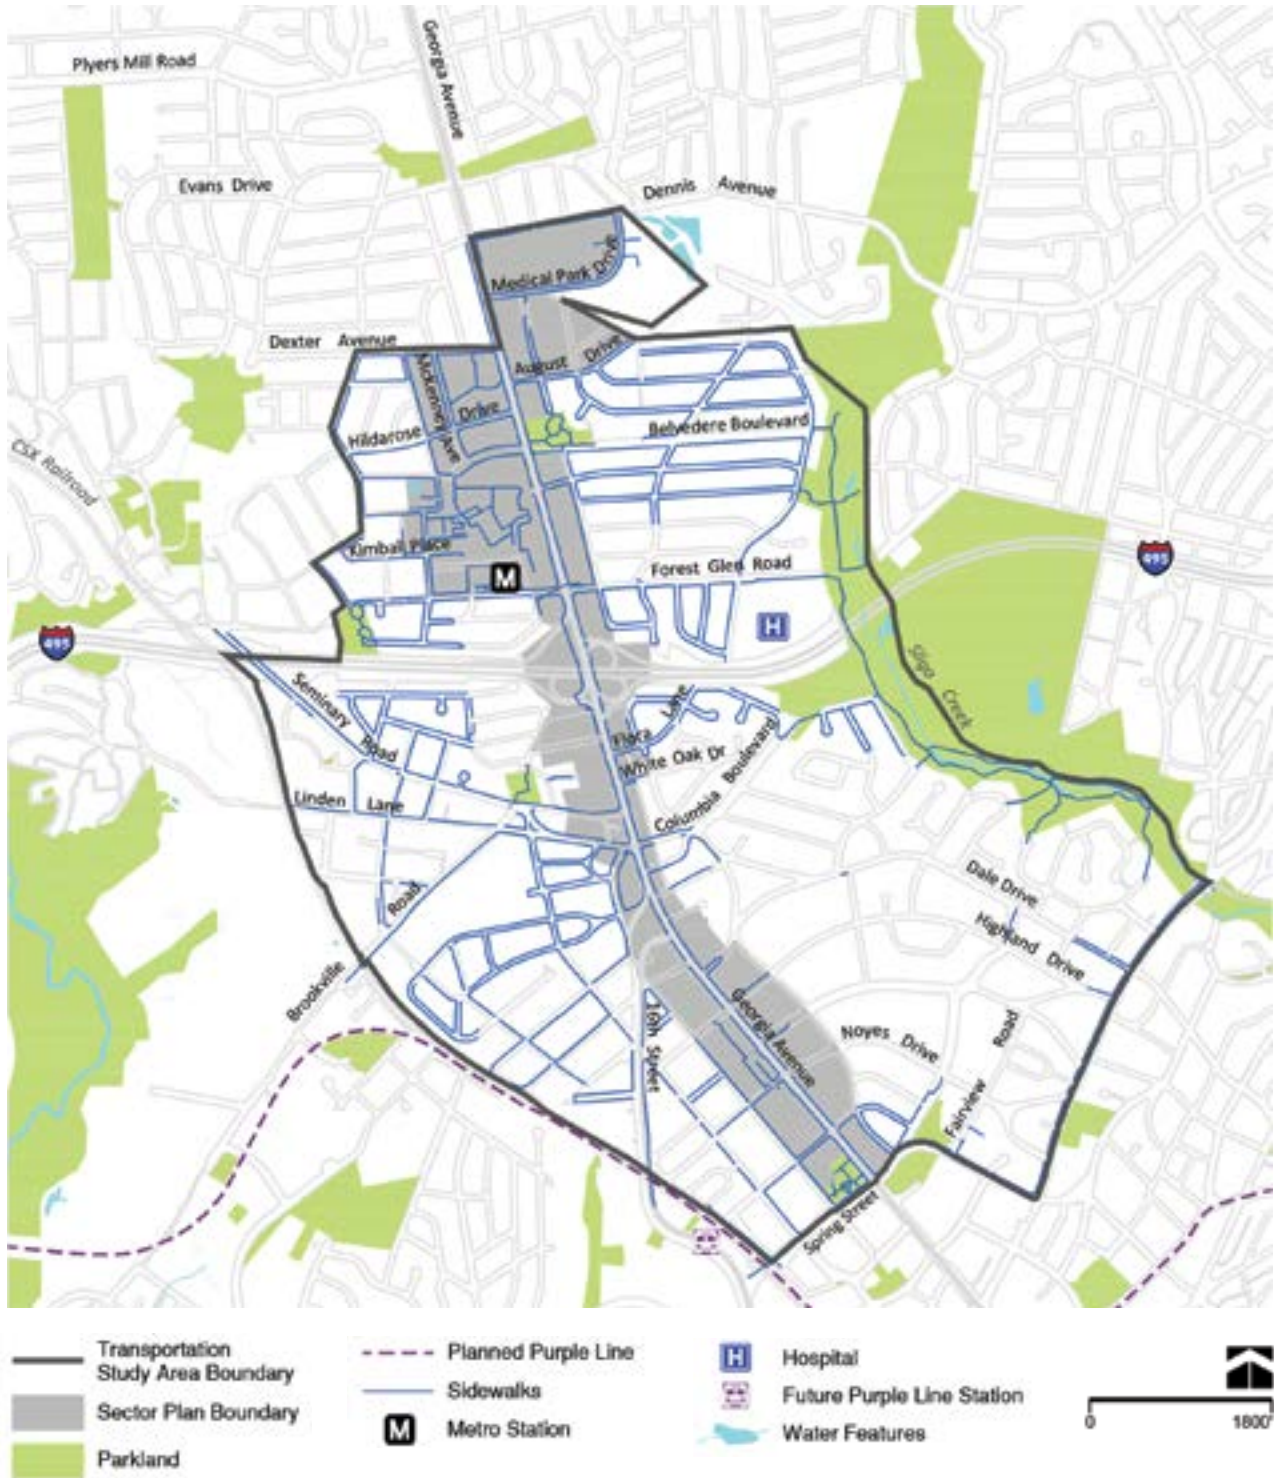 Georgia Avenue
Plyers Mill Road
Evans Drive
Dennis Avenue
Medical Park Drive
Dexter Avenue
August Drive
McKenney Ave
Hildarose Drive
Belvedere Boulevard
CSX Railroad
Kimball Place
M
Forest Glen Road
495
H
495
Sligo Creek
Seminary Road
Flora Lane
White Oak Dr
Columbia Boulevard
Linden Lane
Dale Drive
Highland Drive
Brookville Road
16th Street
Georgia Avenue
Noyes Drive
Fairview Road
Spring Street
Transportation
Study Area Boundary
Sector Plan Boundary
Parkland
Planned Purple Line
Sidewalks
M Metro Station
H Hospital
Future Purple Line Station
Water Features
0 1800'